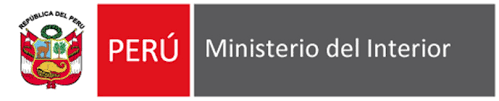 REPÚBLICA DEL PERÚ
PERÚ
Ministerio del Interior